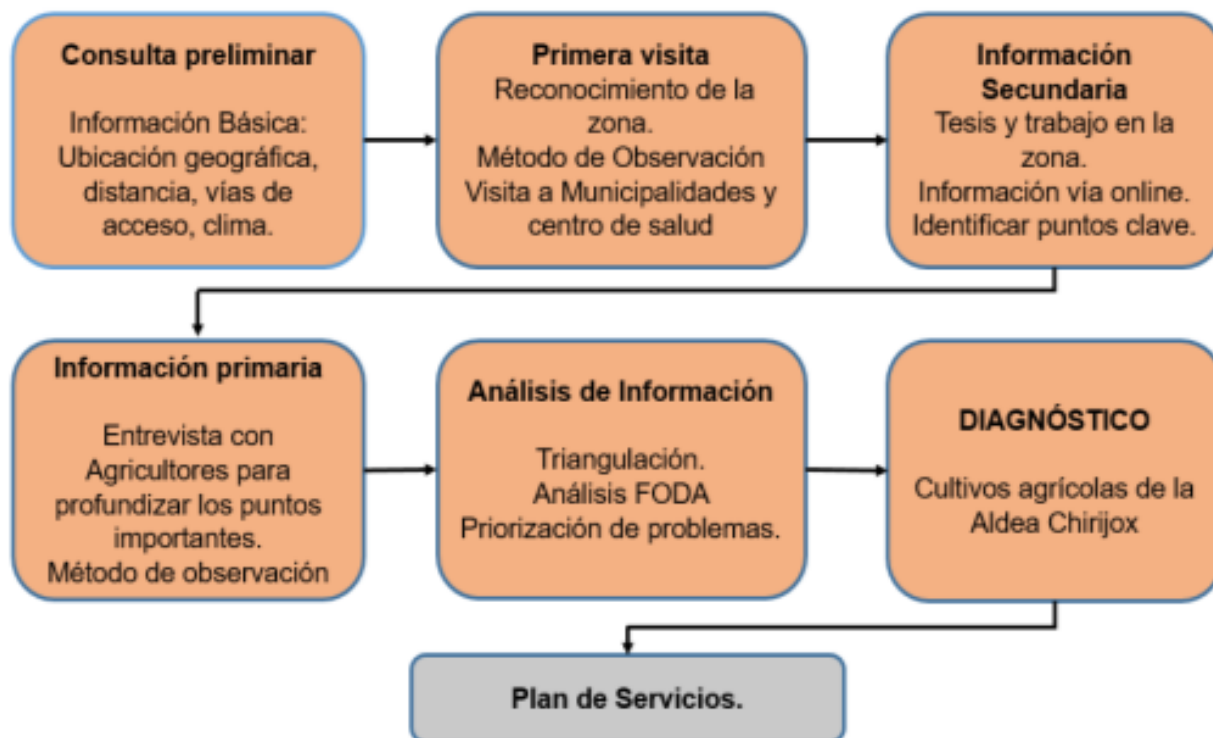 Consulta preliminar
Información Básica:
Ubicación geográfica,
distancia, vías de
acceso, clima.
Primera visita
Reconocimiento de la
zona.
Método de Observación
Visita a Municipalidades y
centro de salud
Información
Secundaria
Tesis y trabajo en la
zona.
Información vía online.
Identificar puntos clave.
Información primaria
Entrevista con
Agricultores para
profundizar los puntos
importantes.
Método de observación
Análisis de Información
Triangulación.
Análisis FODA
Priorización de problemas.
DIAGNÓSTICO
Cultivos agrícolas de la
Aldea Chirijox
Plan de Servicios.